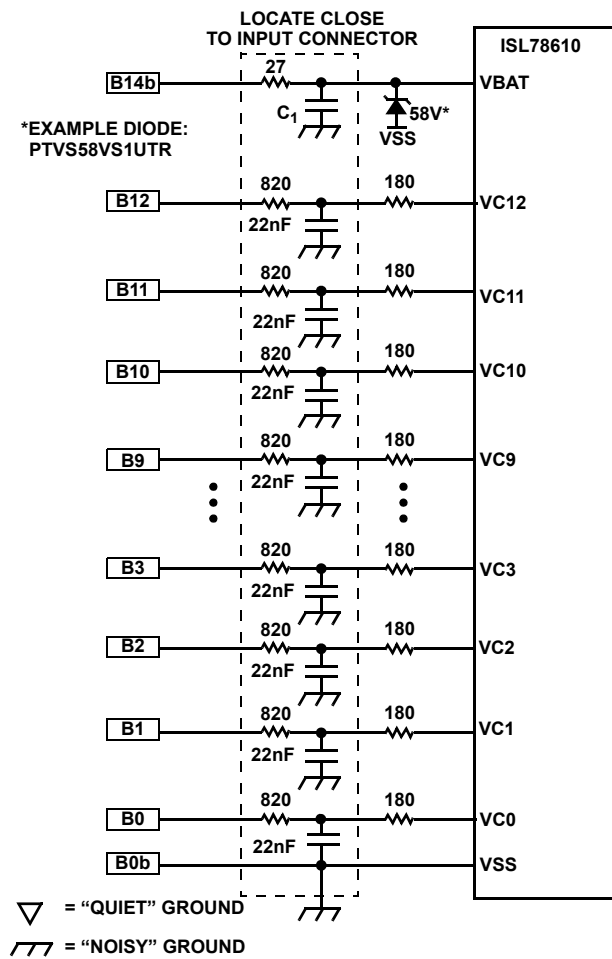 LOCATE CLOSE
TO INPUT CONNECTOR
ISL78610
B14b
27
C1
58V*
VSS
VBAT
*EXAMPLE DIODE:
PTVS58VS1UTR
B12
820
22nF
180
VC12
B11
820
22nF
180
VC11
B10
820
22nF
180
VC10
B9
820
22nF
180
VC9
B3
820
22nF
180
VC3
B2
820
22nF
180
VC2
B1
820
22nF
180
VC1
B0
820
22nF
180
VC0
B0b
VSS
= “QUIET” GROUND
= “NOISY” GROUND